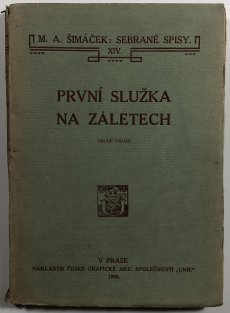 M. A. ŠIMÁČEK: SEBRANÉ SPISY.
XIV.
PRVNÍ SLUŽKA
NA ZÁLETECH
DRUHÉ VYDÁNÍ
V PRAZE
NÁKLADEM ČESKÉ GRAFICKÉ AKC. SPOLEČNOSTI „UNIE“
1909.